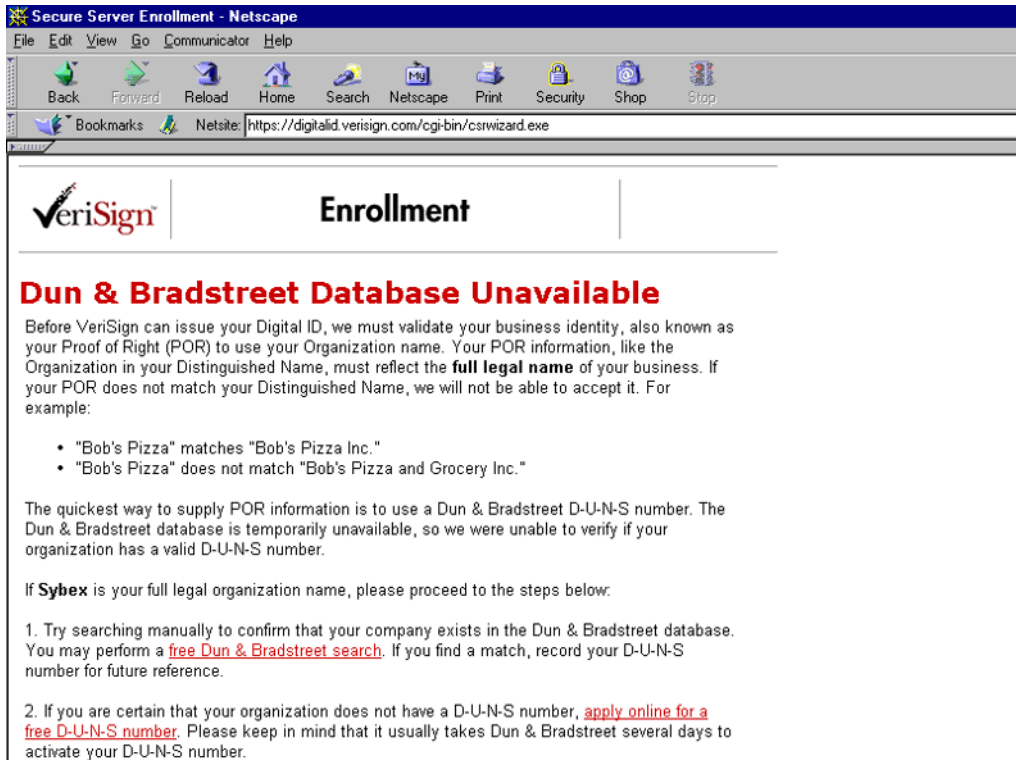 Secure Server Enrollment - Netscape
File Edit View Go Communicator Help
Back Forward Reload Home Search Netscape Print Security Shop Stop
Bookmarks Netsite: https://digitalid.verisign.com/cgi-bin/csrwizard.exe
VeriSign™ Enrollment
Dun & Bradstreet Database Unavailable
Before VeriSign can issue your Digital ID, we must validate your business identity, also known as
your Proof of Right (POR) to use your Organization name. Your POR information, like the
Organization in your Distinguished Name, must reflect the full legal name of your business. If
your POR does not match your Distinguished Name, we will not be able to accept it. For
example:
• "Bob's Pizza" matches "Bob's Pizza Inc."
• "Bob's Pizza" does not match "Bob's Pizza and Grocery Inc."
The quickest way to supply POR information is to use a Dun & Bradstreet D-U-N-S number. The
Dun & Bradstreet database is temporarily unavailable, so we were unable to verify if your
organization has a valid D-U-N-S number.
If Sybex is your full legal organization name, please proceed to the steps below:
1. Try searching manually to confirm that your company exists in the Dun & Bradstreet database.
You may perform a free Dun & Bradstreet search. If you find a match, record your D-U-N-S
number for future reference.
2. If you are certain that your organization does not have a D-U-N-S number, apply online for a
free D-U-N-S number. Please keep in mind that it usually takes Dun & Bradstreet several days to
activate your D-U-N-S number.